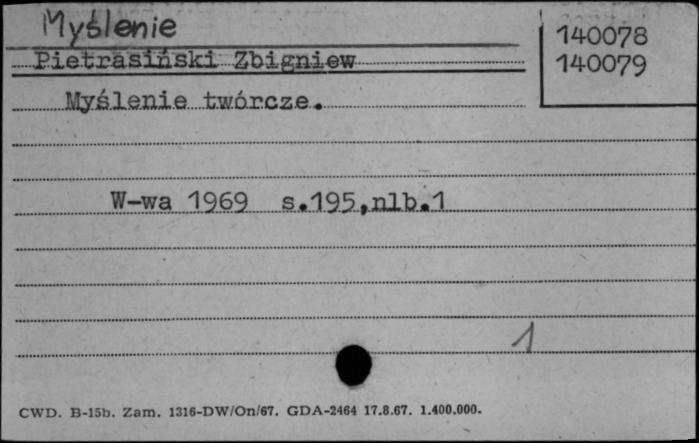 Myślenie
140078
Pietrasiński Zbigniew
140079
Myślenie twórcze.
W-wa 1969 s.195,nlb.1
1
CWD. B-15b. Zam. 1316-DW/On/67. GDA-2464 17.8.67. 1.400.000.